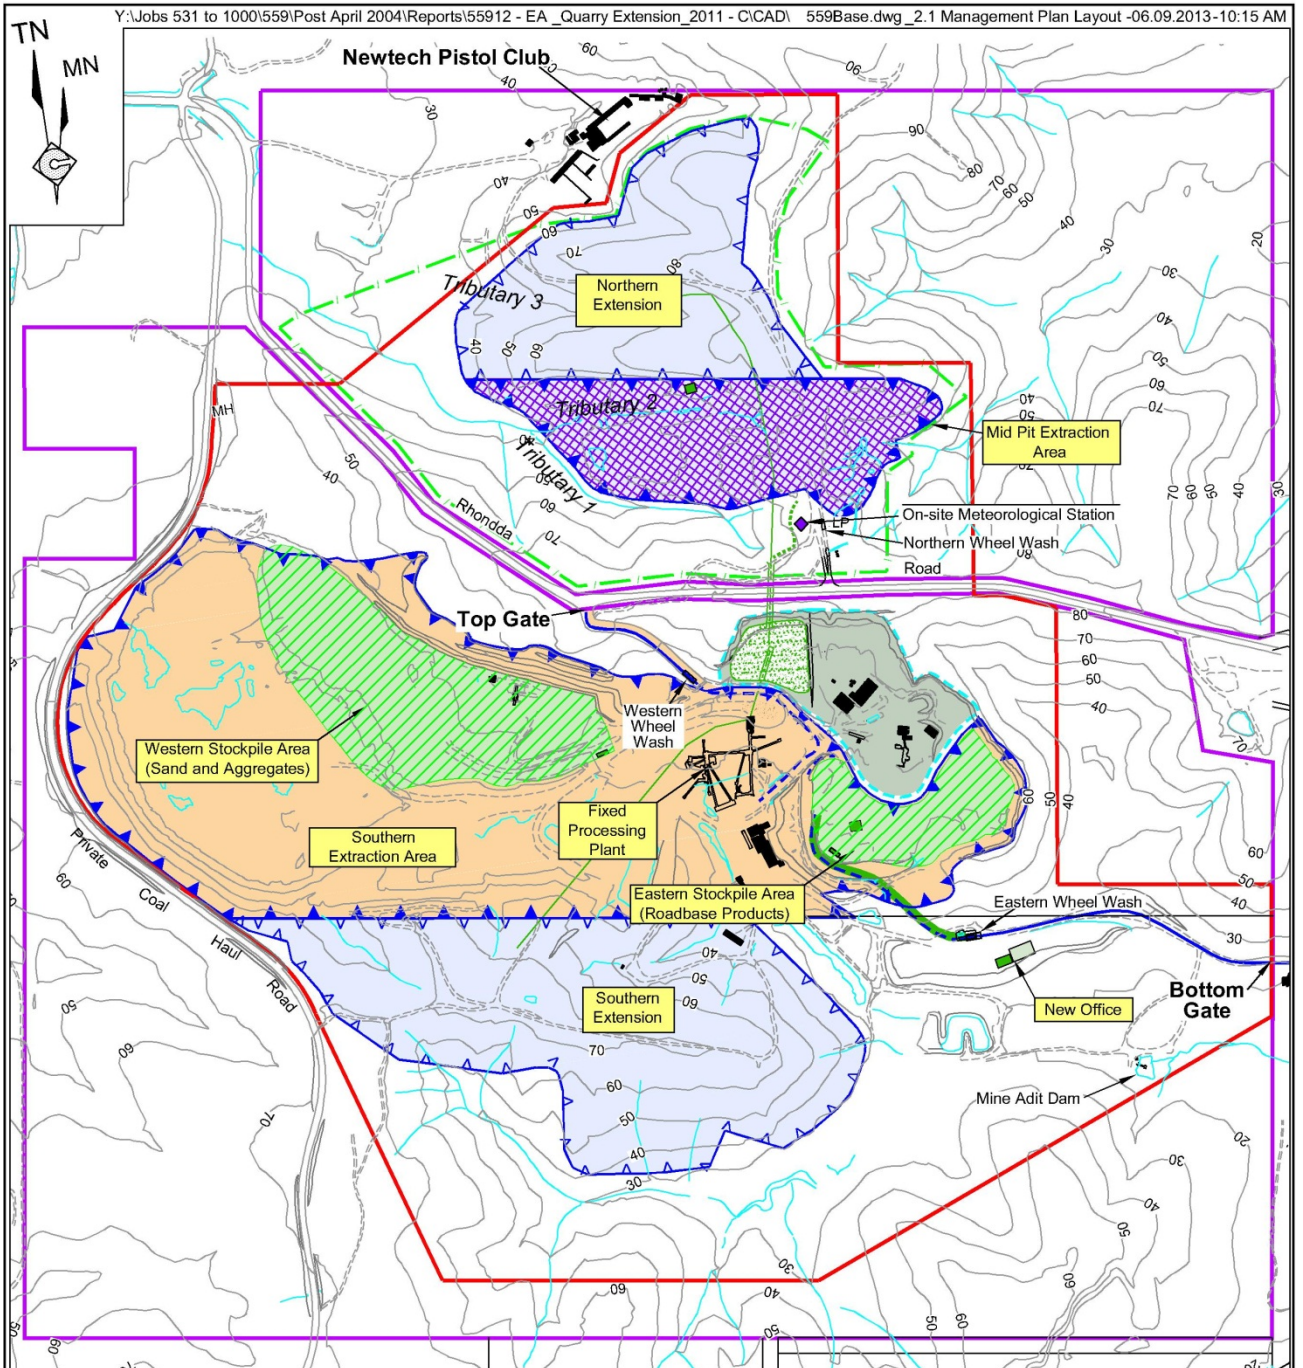 Y:\Jobs 531 to 1000\559\Post April 2004\Reports\55912 - EA _Quarry Extension_2011 - C\CAD\ 559Base.dwg _2.1 Management Plan Layout -06.09.2013-10:15 AM
TN
MN
Newtech Pistol Club
Northern
Extension
Tributary 3
Tributary 2
Mid Pit Extraction
Area
Tributary 1
MH
Rhondda
On-site Meteorological Station
LP
Northern Wheel Wash
Road
Top Gate
Western
Wheel
Wash
Western Stockpile Area
(Sand and Aggregates)
Fixed
Processing
Plant
Southern
Extraction Area
Private
Coal
Haul
Road
Eastern Stockpile Area
(Roadbase Products)
Eastern Wheel Wash
Southern
Extension
New Office
Bottom
Gate
Mine Adit Dam